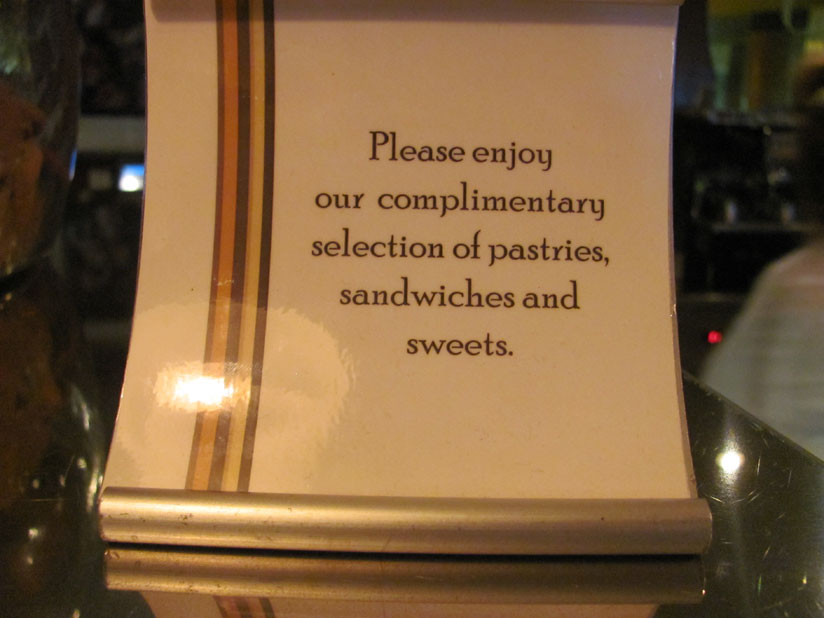 Please enjoy
our complimentary
selection of pastries,
sandwiches and
sweets.